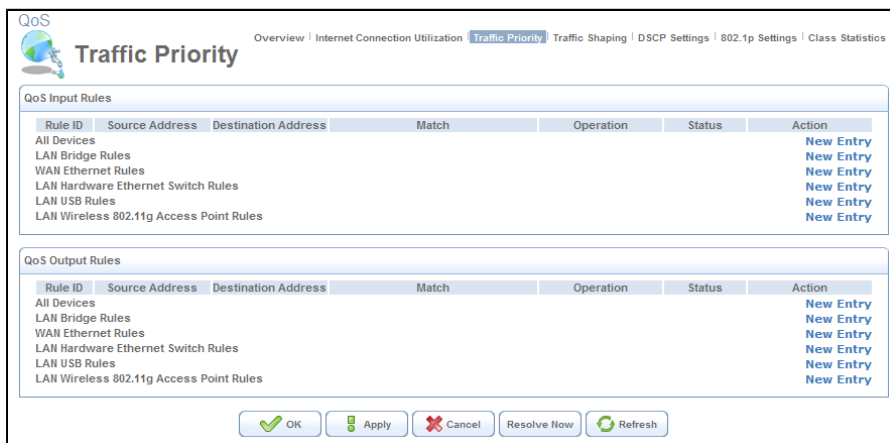 QoS
Traffic Priority
Overview | Internet Connection Utilization | Traffic Priority | Traffic Shaping | DSCP Settings | 802.1p Settings | Class Statistics
QoS Input Rules
Rule ID Source Address Destination Address Match Operation Status Action
All Devices New Entry
LAN Bridge Rules New Entry
WAN Ethernet Rules New Entry
LAN Hardware Ethernet Switch Rules New Entry
LAN USB Rules New Entry
LAN Wireless 802.11g Access Point Rules New Entry
QoS Output Rules
Rule ID Source Address Destination Address Match Operation Status Action
All Devices New Entry
LAN Bridge Rules New Entry
WAN Ethernet Rules New Entry
LAN Hardware Ethernet Switch Rules New Entry
LAN USB Rules New Entry
LAN Wireless 802.11g Access Point Rules New Entry
OK Apply Cancel Resolve Now Refresh